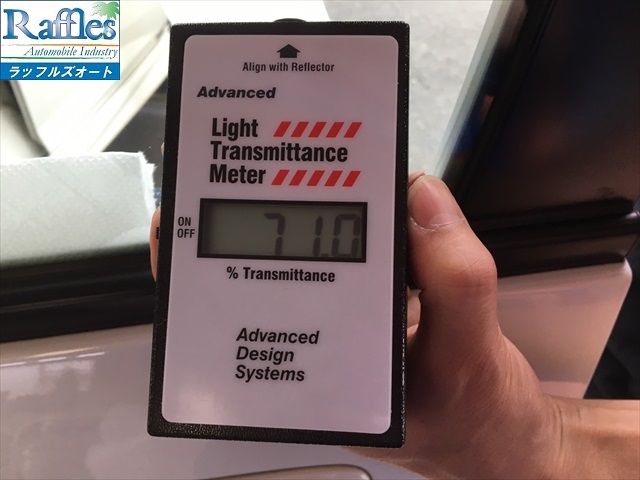 Raffles
Automobile Industry
ラッフルズオート
Align with Reflector
Advanced
Light
Transmittance
Meter
ON
OFF
71.0
% Transmittance
Advanced
Design
Systems